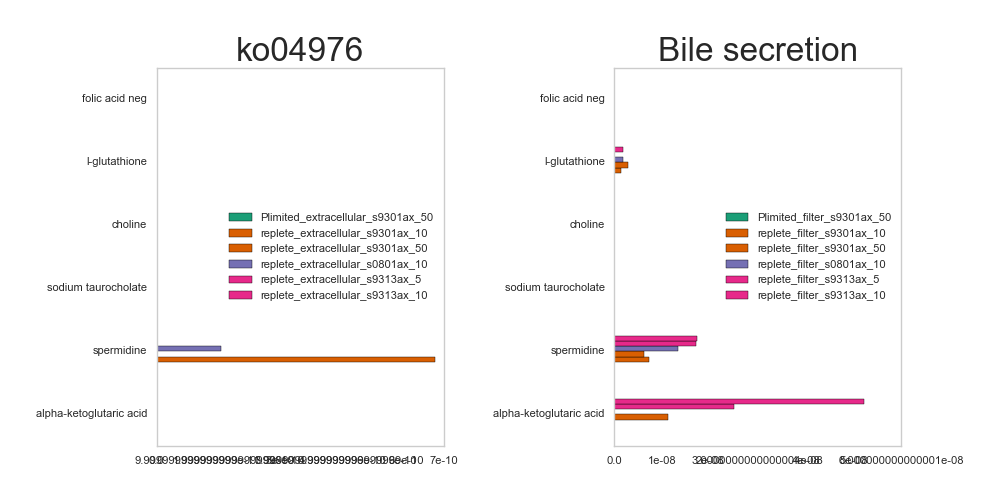 ko04976
folic acid neg
l-glutathione
choline
sodium taurocholate
spermidine
alpha-ketoglutaric acid
Plimited_extracellular_s9301ax_50
replete_extracellular_s9301ax_10
replete_extracellular_s9301ax_50
replete_extracellular_s0801ax_10
replete_extracellular_s9313ax_5
replete_extracellular_s9313ax_10
7e-10
Bile secretion
folic acid neg
l-glutathione
choline
sodium taurocholate
spermidine
alpha-ketoglutaric acid
Plimited_filter_s9301ax_50
replete_filter_s9301ax_10
replete_filter_s9301ax_50
replete_filter_s0801ax_10
replete_filter_s9313ax_5
replete_filter_s9313ax_10
0.0 1e-08